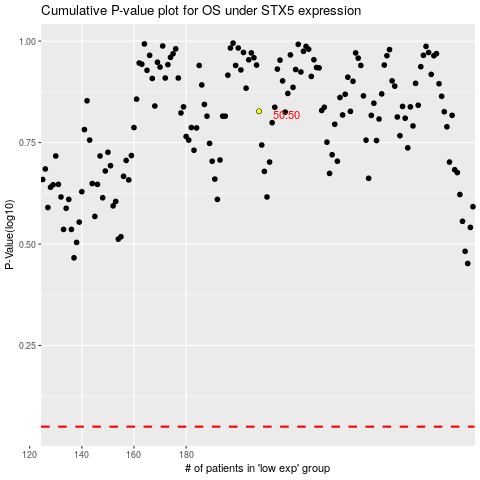 Cumulative P-value plot for OS under STX5 expression
P-Value(log10)
1.00
0.75
0.50
0.25
50:50
120 140 160 180
# of patients in 'low exp' group